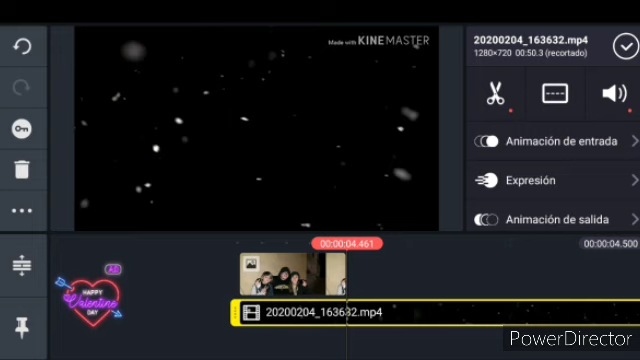 Made with KINEMASTER
20200204_163632.mp4
1280×720 00:50.3 (recortado)
Animación de entrada
Expresión
Animación de salida
00:00:04.461
00:00:04.500
AD
HAPPY
Valentine
DAY
20200204_163632.mp4
PowerDirector